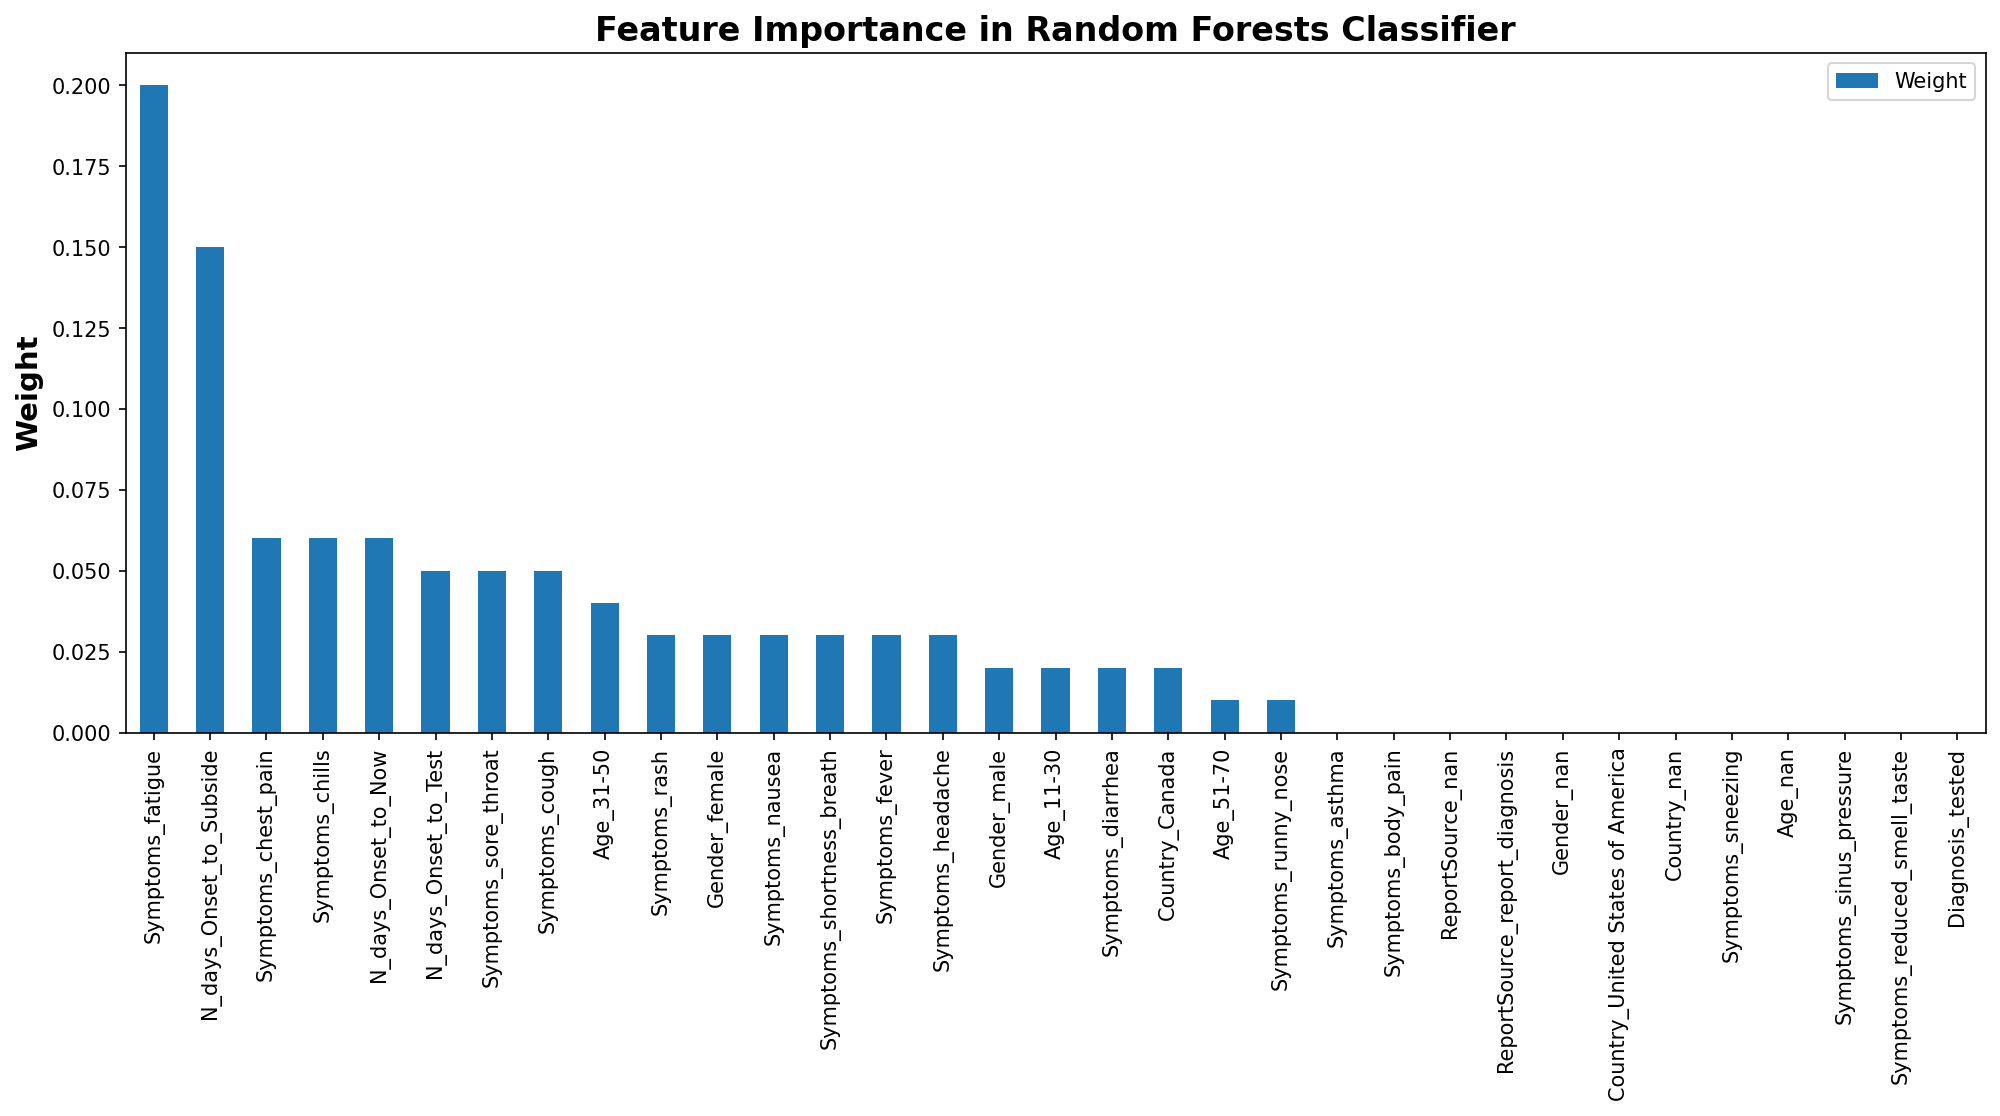 Feature Importance in Random Forests Classifier
Weight
0.200
0.175
0.150
0.125
0.100
0.075
0.050
0.025
0.000
Weight
Symptoms_fatigue
N_days_Onset_to_Subside
Symptoms_chest_pain
Symptoms_chills
N_days_Onset_to_Now
N_days_Onset_to_Test
Symptoms_sore_throat
Symptoms_cough
Age_31-50
Symptoms_rash
Gender_female
Symptoms_nausea
Symptoms_shortness_breath
Symptoms_fever
Symptoms_headache
Gender_male
Age_11-30
Symptoms_diarrhea
Country_Canada
Age_51-70
Symptoms_runny_nose
Symptoms_asthma
Symptoms_body_pain
ReportSource_nan
ReportSource_report_diagnosis
Gender_nan
Country_United States of America
Country_nan
Symptoms_sneezing
Age_nan
Symptoms_sinus_pressure
Symptoms_reduced_smell_taste
Diagnosis_tested